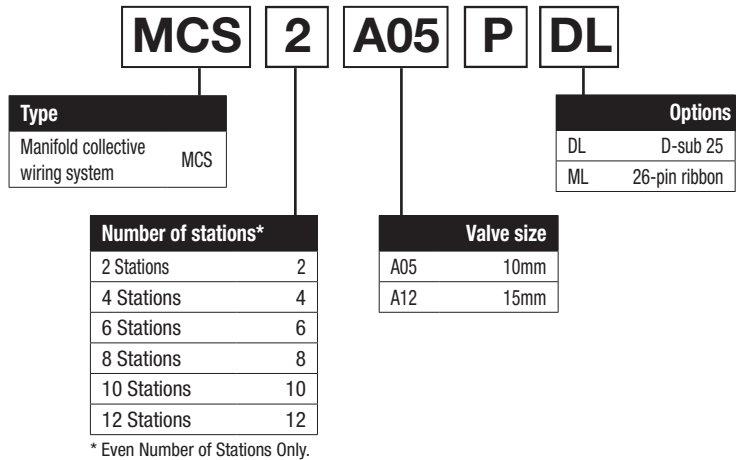 MCS 2 A05 P DL
Type
Manifold collective
wiring system MCS
Options
DL D-sub 25
ML 26-pin ribbon
Number of stations*
2 Stations 2
4 Stations 4
6 Stations 6
8 Stations 8
10 Stations 10
12 Stations 12
* Even Number of Stations Only.
Valve size
A05 10mm
A12 15mm